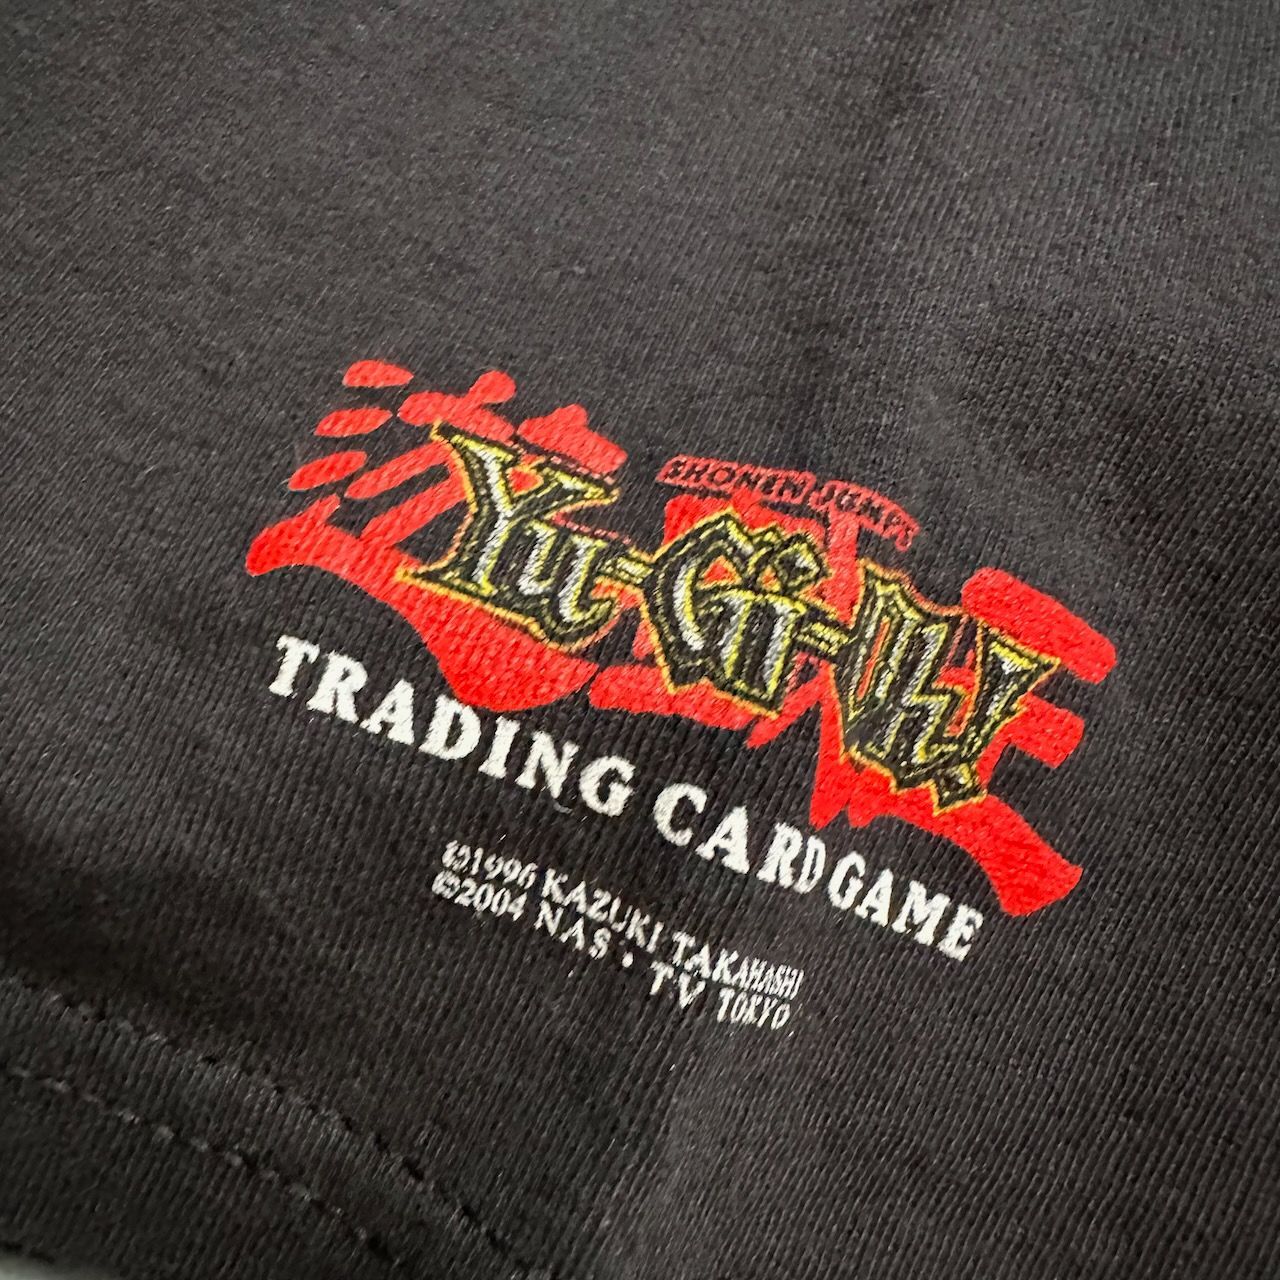 SHONEN JUMP'S
YU-GI-OH!
TRADING CARD GAME
©1996 KAZUKI TAKAHASHI
©2004 NAS · TV TOKYO